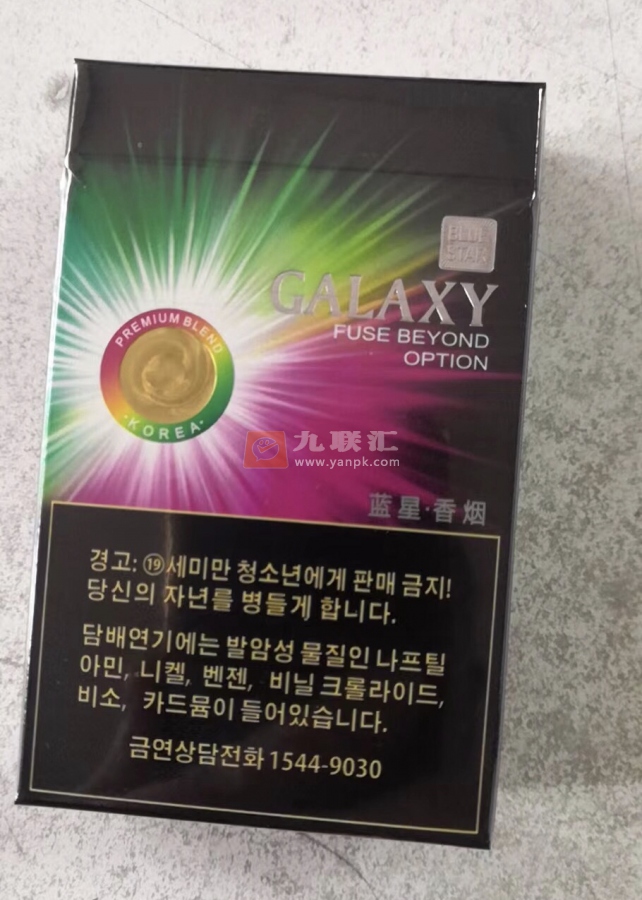 BLUE
STAR
GALAXY
FUSE BEYOND
OPTION
PREMIUM BLEND
·KOREA·
九联汇
www.yanpk.com
蓝星·香烟
경고: ⑲세미만 청소년에게 판매 금지!
당신의 자년를 병들게 합니다.
담배연기에는 발암성 물질인 나프틸
아민, 니켈, 벤젠, 비닐 크롤라이드,
비소, 카드뮴이 들어있습니다.
금연상담전화 1544-9030